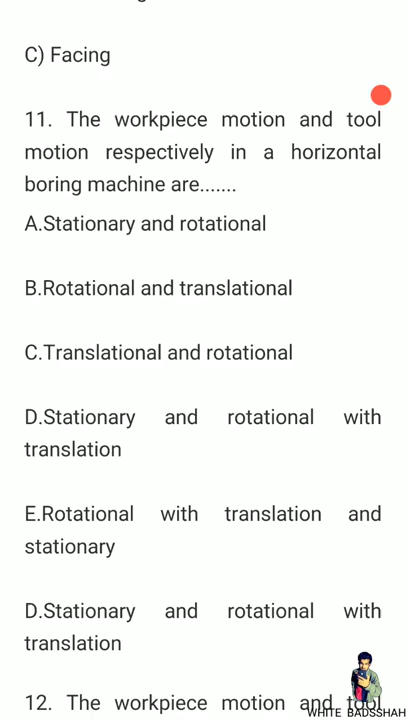 C) Facing
11. The workpiece motion and tool
motion respectively in a horizontal
boring machine are.......
A.Stationary and rotational
B.Rotational and translational
C.Translational and rotational
D.Stationary and rotational with
translation
E.Rotational with translation and
stationary
D.Stationary and rotational with
translation
12. The workpiece motion and tool
WHITE BADSSHAH